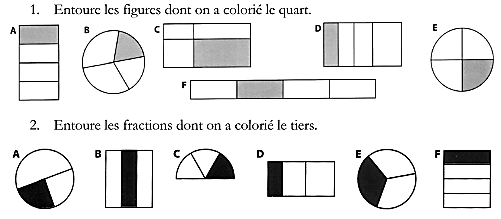 1. Entoure les figures dont on a colorié le quart.
A B C D E
F
2. Entoure les fractions dont on a colorié le tiers.
A B C D E F